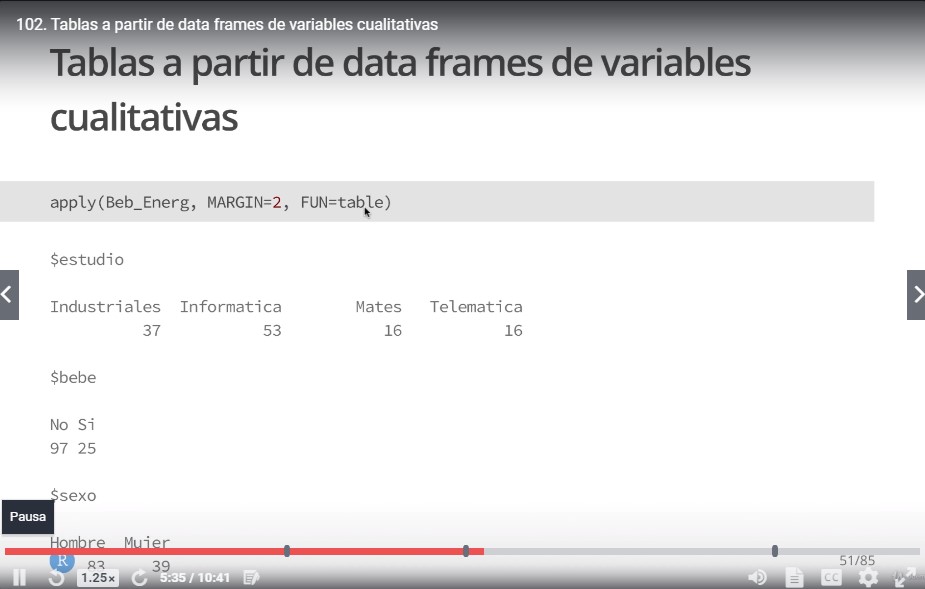 102. Tablas a partir de data frames de variables cualitativas
Tablas a partir de data frames de variables
cualitativas
apply(Beb_Energ, MARGIN=2, FUN=table)
$estudio
Industriales Informatica Mates Telematica
37 53 16 16
$bebe
No Si
97 25
$sexo
Pausa
Hombre Mujer
R 83 39
51/85
1.25x 5:35 / 10:41 CC